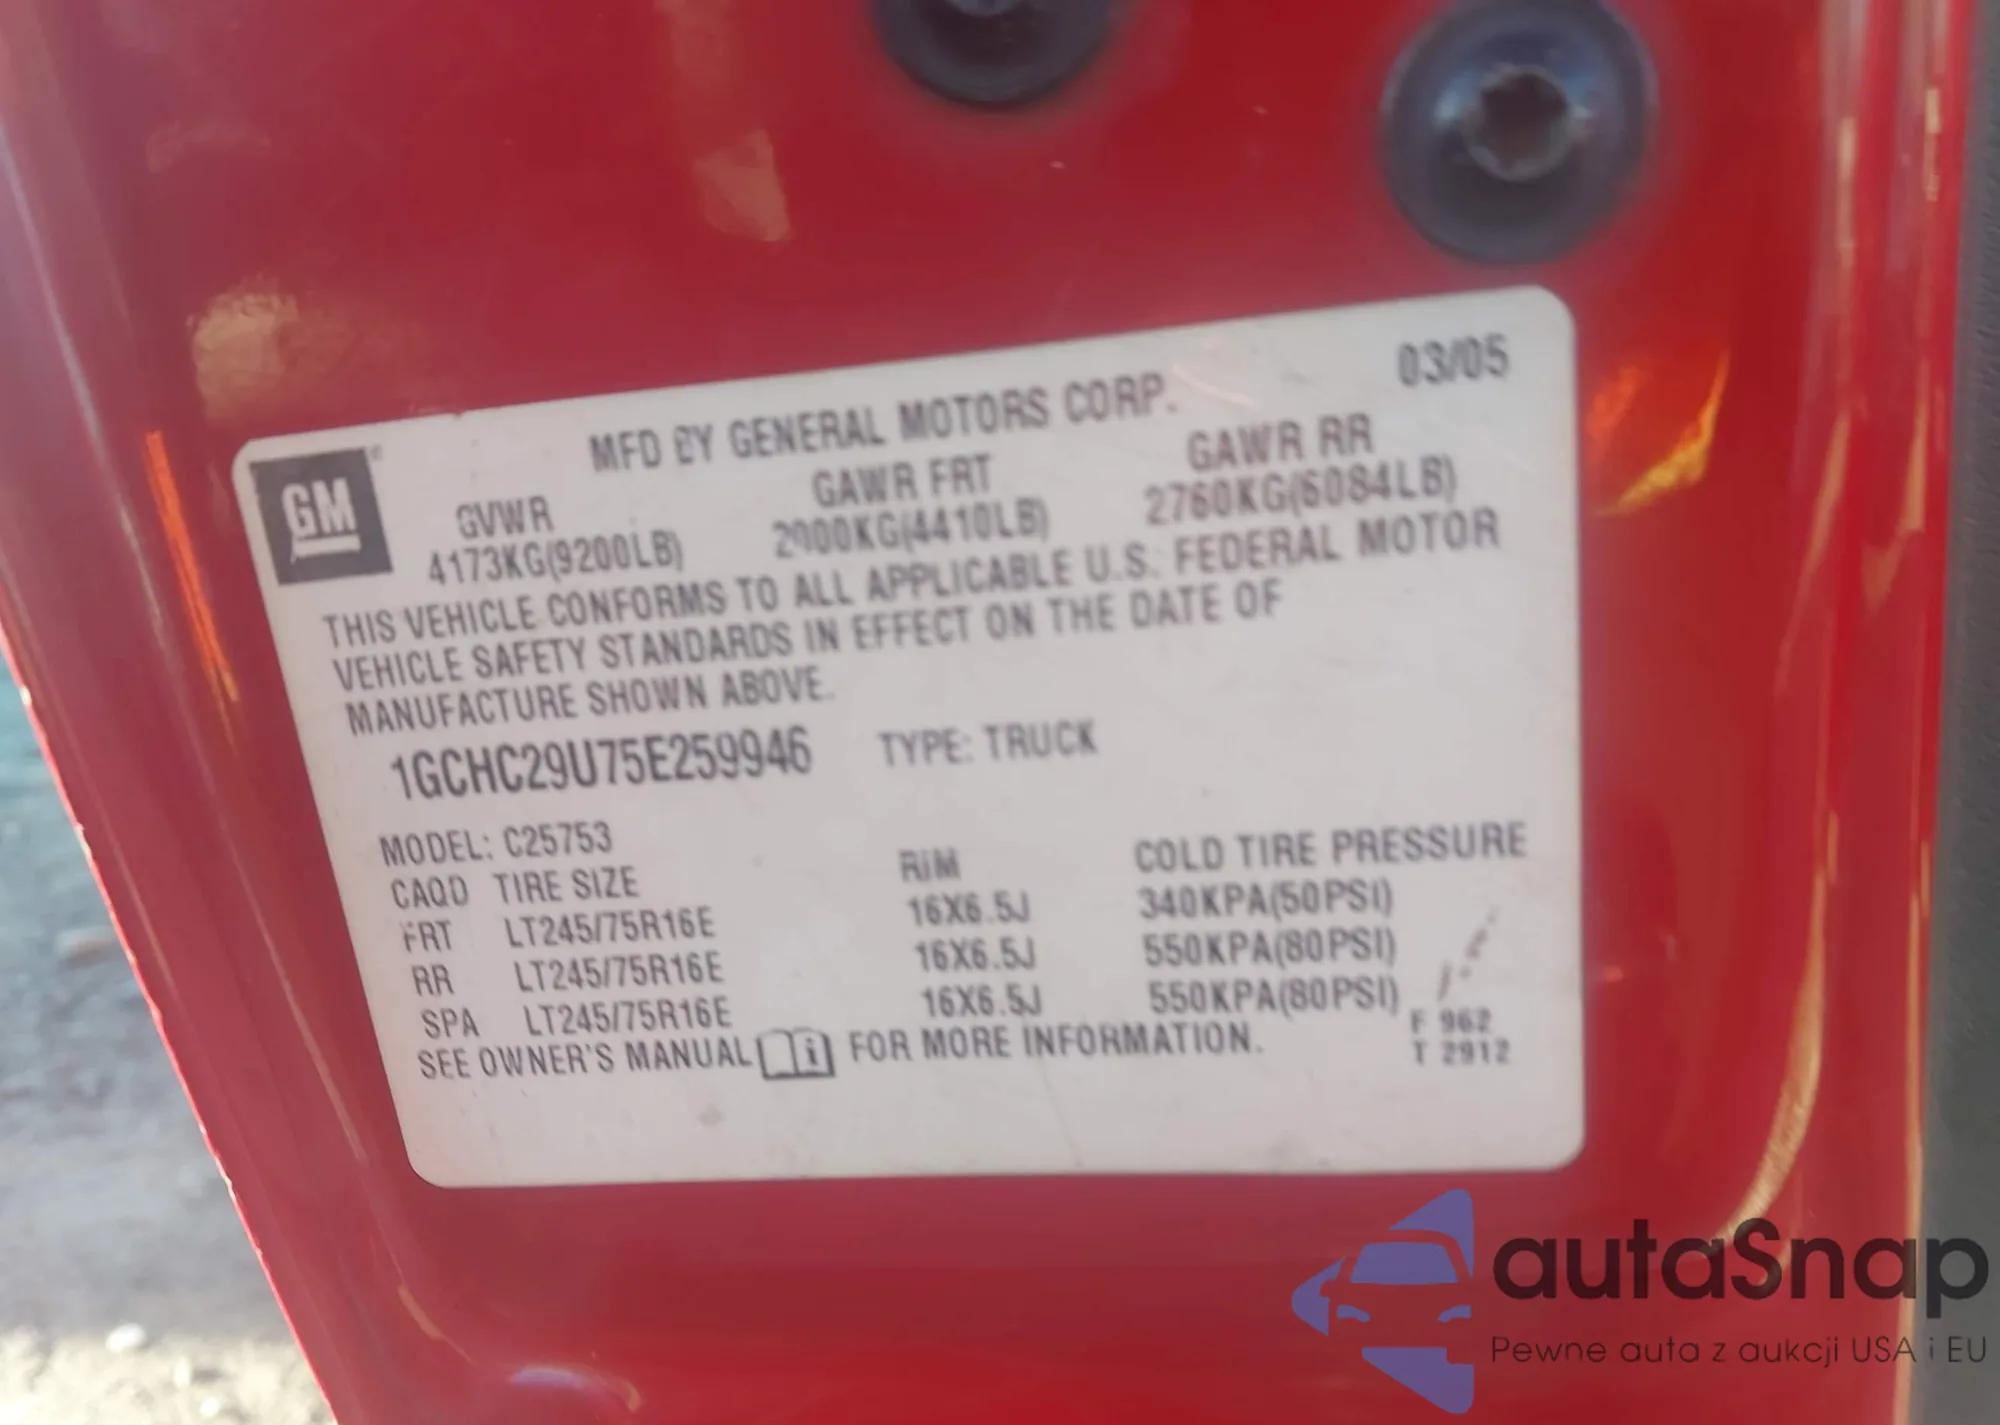 03/05
MFD BY GENERAL MOTORS CORP.
GM
GVWR GAWR FRT GAWR RR
4173KG(9200LB) 2000KG(4410LB) 2760KG(6084LB)
THIS VEHICLE CONFORMS TO ALL APPLICABLE U.S. FEDERAL MOTOR
VEHICLE SAFETY STANDARDS IN EFFECT ON THE DATE OF
MANUFACTURE SHOWN ABOVE.
1GCHC29U75E259946 TYPE: TRUCK
MODEL: C25753
CAQD TIRE SIZE RIM COLD TIRE PRESSURE
FRT LT245/75R16E 16X6.5J 340KPA(50PSI)
RR LT245/75R16E 16X6.5J 550KPA(80PSI)
SPA LT245/75R16E 16X6.5J 550KPA(80PSI)
SEE OWNER'S MANUAL i FOR MORE INFORMATION.
F 962
T 2912
autaSnap
Pewne auta z aukcji USA i EU